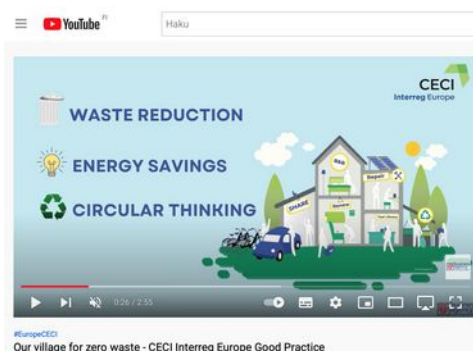 YouTube FI
Haku
CECI
Interreg Europe
WASTE REDUCTION
ENERGY SAVINGS
CIRCULAR THINKING
Repair
SHARE
0:26 / 2:55
#EuropeCECI
Our village for zero waste - CECI Interreg Europe Good Practice